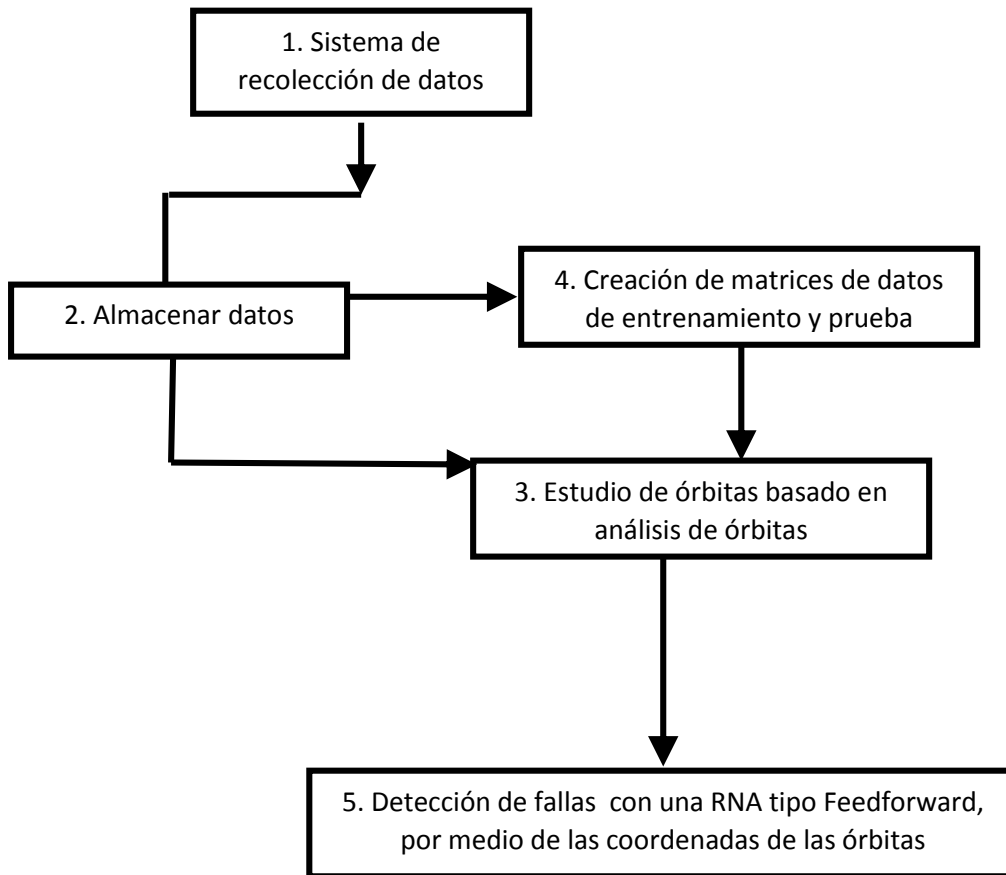 1. Sistema de
recolección de datos
2. Almacenar datos
4. Creación de matrices de datos
de entrenamiento y prueba
3. Estudio de órbitas basado en
análisis de órbitas
5. Detección de fallas con una RNA tipo Feedforward,
por medio de las coordenadas de las órbitas